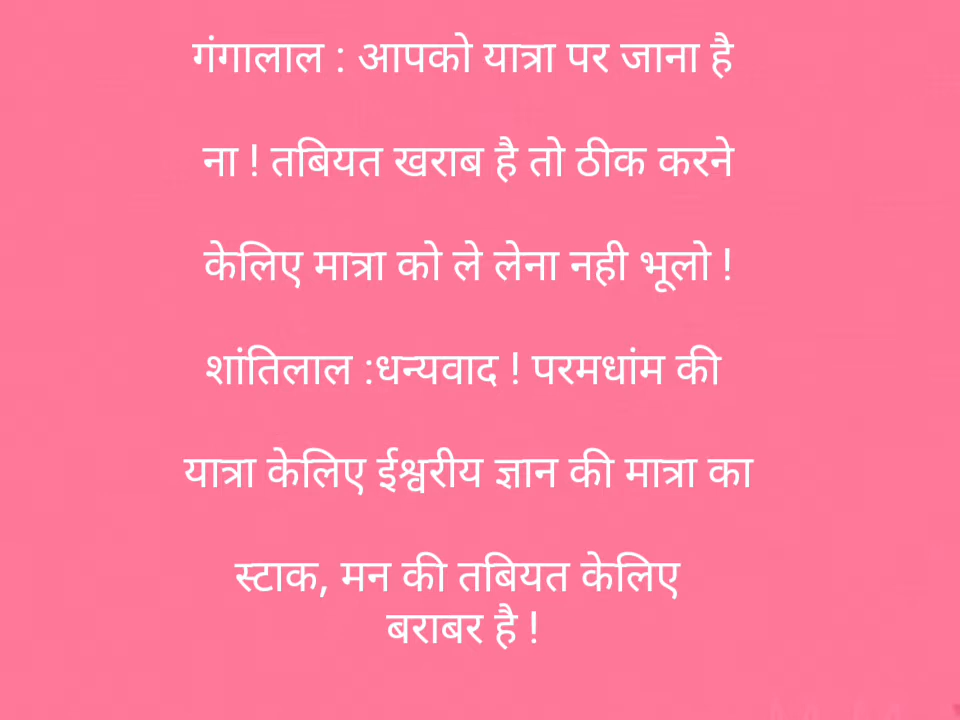 गंगालाल : आपको यात्रा पर जाना है
ना ! तबियत खराब है तो ठीक करने
केलिए मात्रा को ले लेना नही भूलो !
शांतिलाल :धन्यवाद ! परमधांम की
यात्रा केलिए ईश्वरीय ज्ञान की मात्रा का
स्टाक, मन की तबियत केलिए
बराबर है !